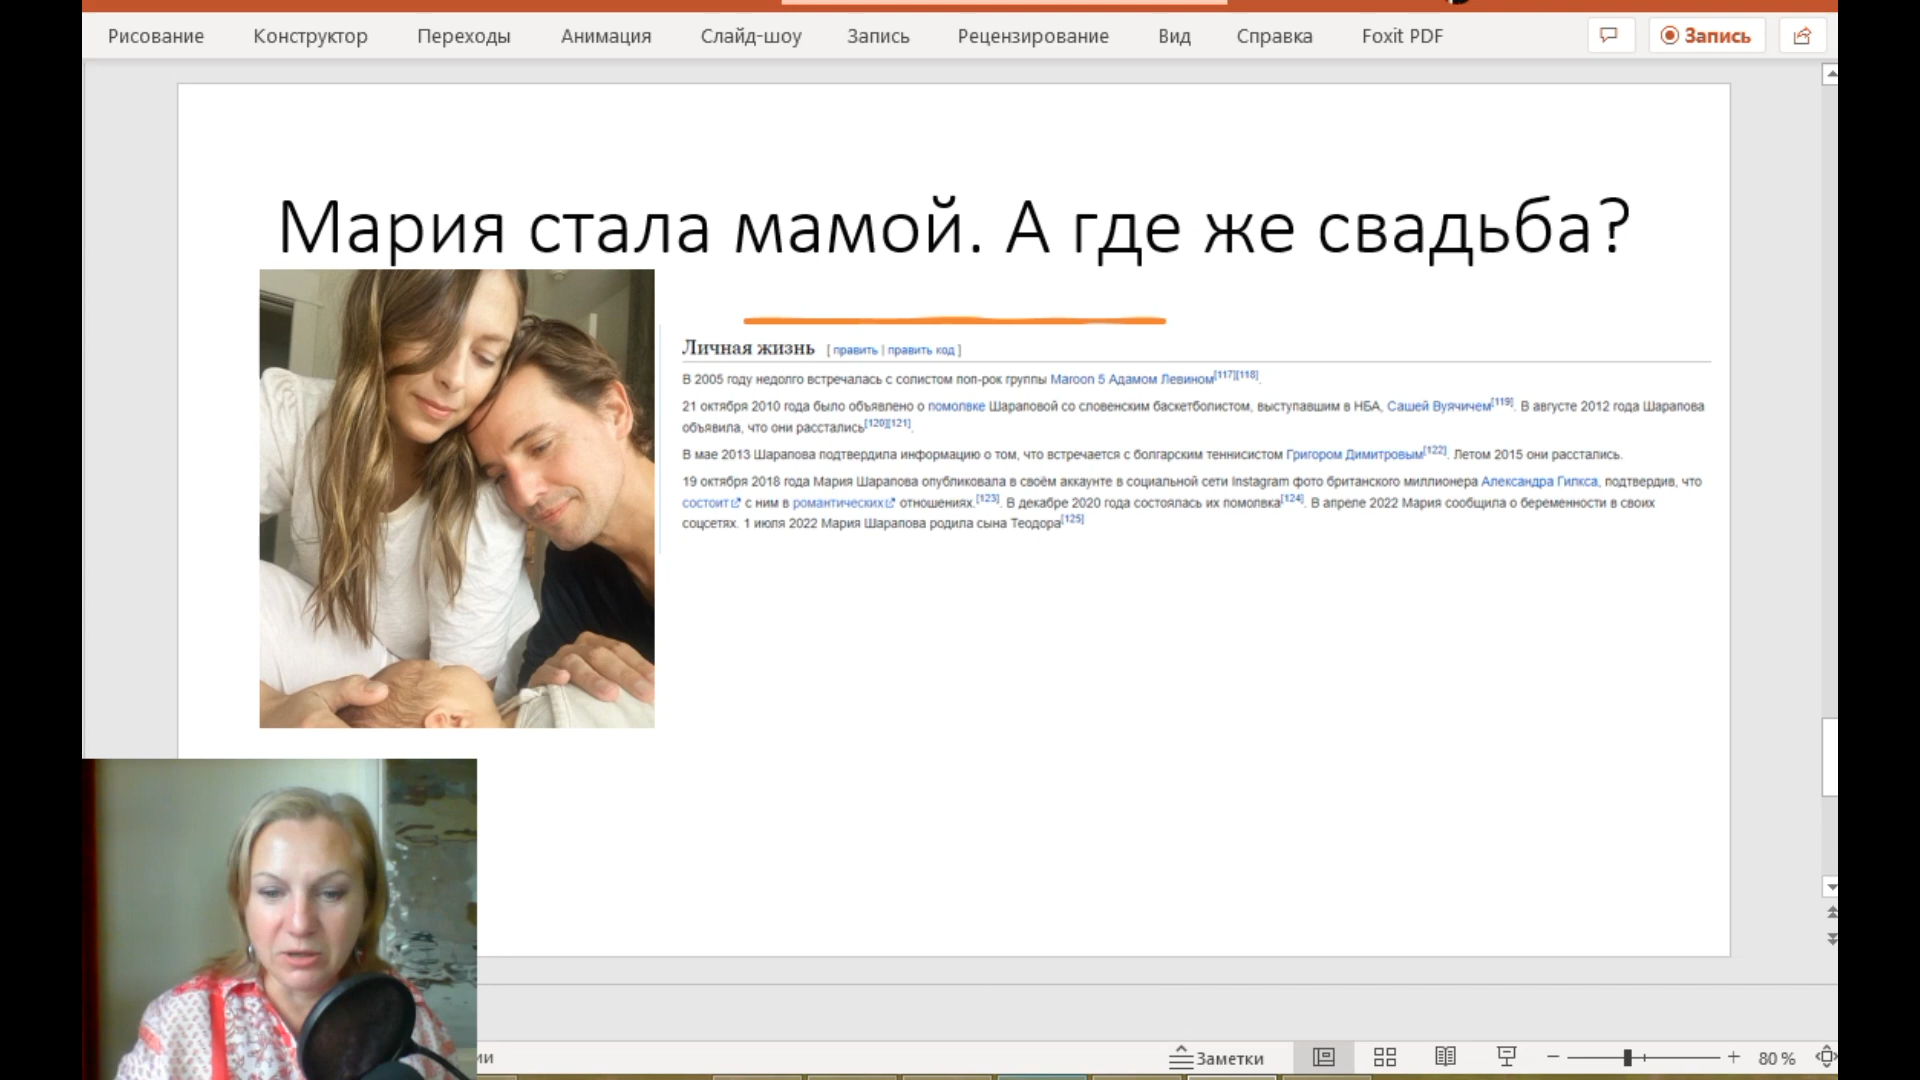 Рисование Конструктор Переходы Анимация Слайд-шоу Запись Рецензирование Вид Справка Foxit PDF Запись
Мария стала мамой. А где же свадьба?
Личная жизнь [ править | править код ]
В 2005 году недолго встречалась с солистом поп-рок группы Maroon 5 Адамом Левином[117][118].
21 октября 2010 года было объявлено о помолвке Шараповой со словенским баскетболистом, выступавшим в НБА, Сашей Вуячичем[119]. В августе 2012 года Шарапова
объявила, что они расстались[120][121].
В мае 2013 Шарапова подтвердила информацию о том, что встречается с болгарским теннисистом Григором Димитровым[122]. Летом 2015 они расстались.
19 октября 2018 года Мария Шарапова опубликовала в своём аккаунте в социальной сети Instagram фото британского миллионера Александра Гилкса, подтвердив, что
состоит с ним в романтических отношениях.[123]. В декабре 2020 года состоялась их помолвка[124]. В апреле 2022 Мария сообщила о беременности в своих
соцсетях. 1 июля 2022 Мария Шарапова родила сына Теодора[125]
ии Заметки 80 %